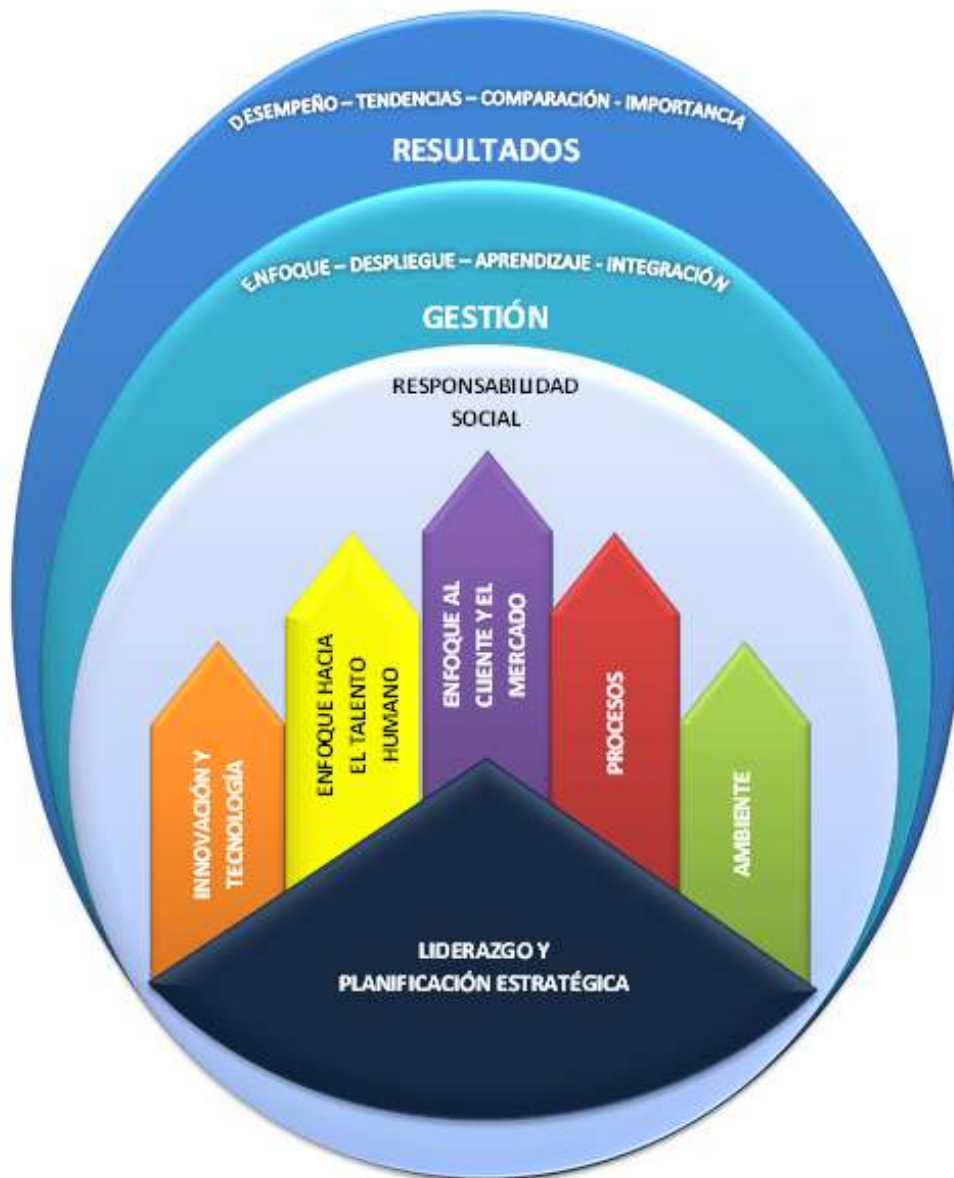 DESEMPEÑO – TENDENCIAS – COMPARACIÓN - IMPORTANCIA
RESULTADOS
ENFOQUE – DESPLIEGUE – APRENDIZAJE - INTEGRACIÓN
GESTIÓN
RESPONSABILIDAD
SOCIAL
INNOVACIÓN Y
TECNOLOGÍA
ENFOQUE HACIA
EL TALENTO
HUMANO
ENFOQUE AL
CLIENTE Y EL
MERCADO
PROCESOS
AMBIENTE
LIDERAZGO Y
PLANIFICACIÓN ESTRATÉGICA